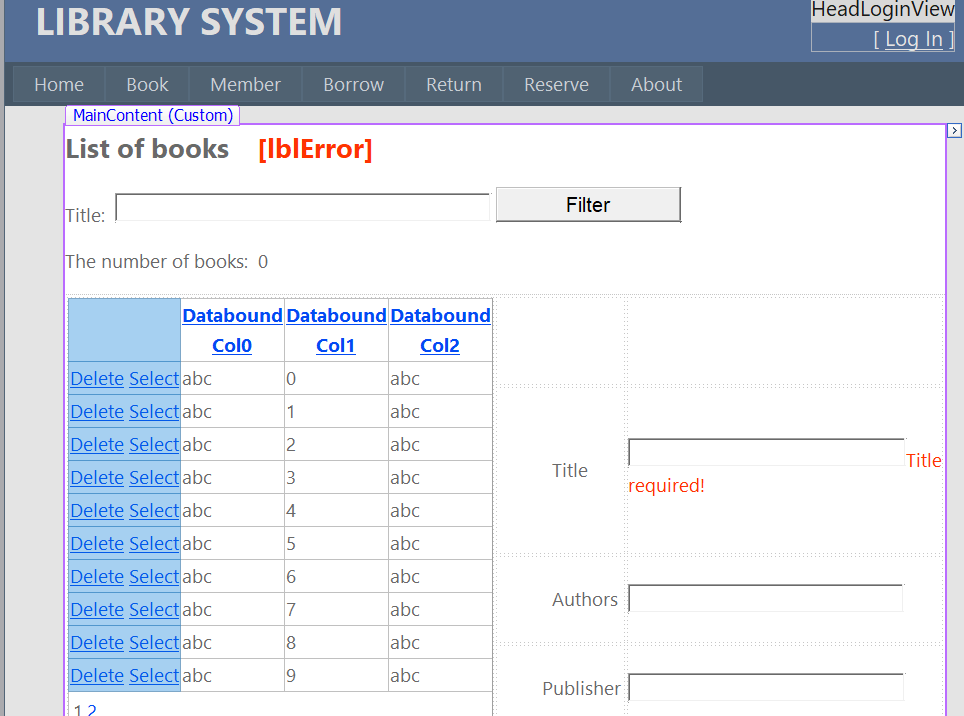 LIBRARY SYSTEM
HeadLoginView
[ Log In ]
Home Book Member Borrow Return Reserve About
MainContent (Custom)
List of books [lblError]
Title: Filter
The number of books: 0
Databound Col0 Databound Col1 Databound Col2
Delete Select abc 0 abc
Delete Select abc 1 abc
Delete Select abc 2 abc
Delete Select abc 3 abc
Delete Select abc 4 abc
Delete Select abc 5 abc
Delete Select abc 6 abc
Delete Select abc 7 abc
Delete Select abc 8 abc
Delete Select abc 9 abc
1 2
Title Title
required!
Authors
Publisher